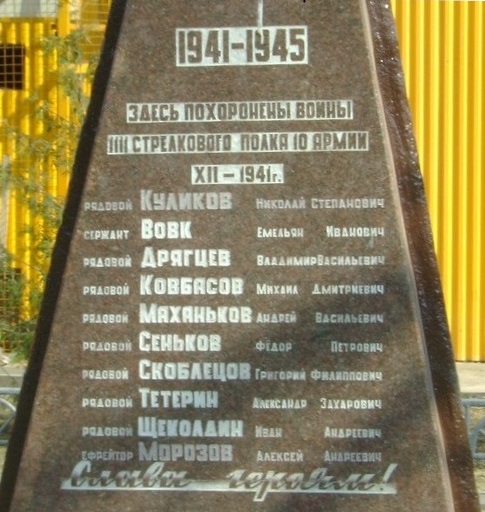 1941-1945
ЗДЕСЬ ПОХОРОНЕНЫ ВОИНЫ
1111 СТРЕЛКОВОГО ПОЛКА 10 АРМИИ
XII - 1941г.
РЯДОВОЙ КУЛИКОВ НИКОЛАЙ СТЕПАНОВИЧ
СЕРЖАНТ ВОВК ЕМЕЛЬЯН ИВАНОВИЧ
РЯДОВОЙ ДРЯГЦЕВ ВЛАДИМИР ВАСИЛЬЕВИЧ
РЯДОВОЙ КОВБАСОВ МИХАИЛ ДМИТРИЕВИЧ
РЯДОВОЙ МАХАНЬКОВ АНДРЕЙ ВАСИЛЬЕВИЧ
РЯДОВОЙ СЕНЬКОВ ФЁДОР ПЕТРОВИЧ
РЯДОВОЙ СКОБЛЕЦОВ ГРИГОРИЙ ФИЛИППОВИЧ
РЯДОВОЙ ТЕТЕРИН АЛЕКСАНДР ЗАХАРОВИЧ
РЯДОВОЙ ЩЕКОЛДИН ИВАН АНДРЕЕВИЧ
ЕФРЕЙТОР МОРОЗОВ АЛЕКСЕЙ АНДРЕЕВИЧ
Слава героям!